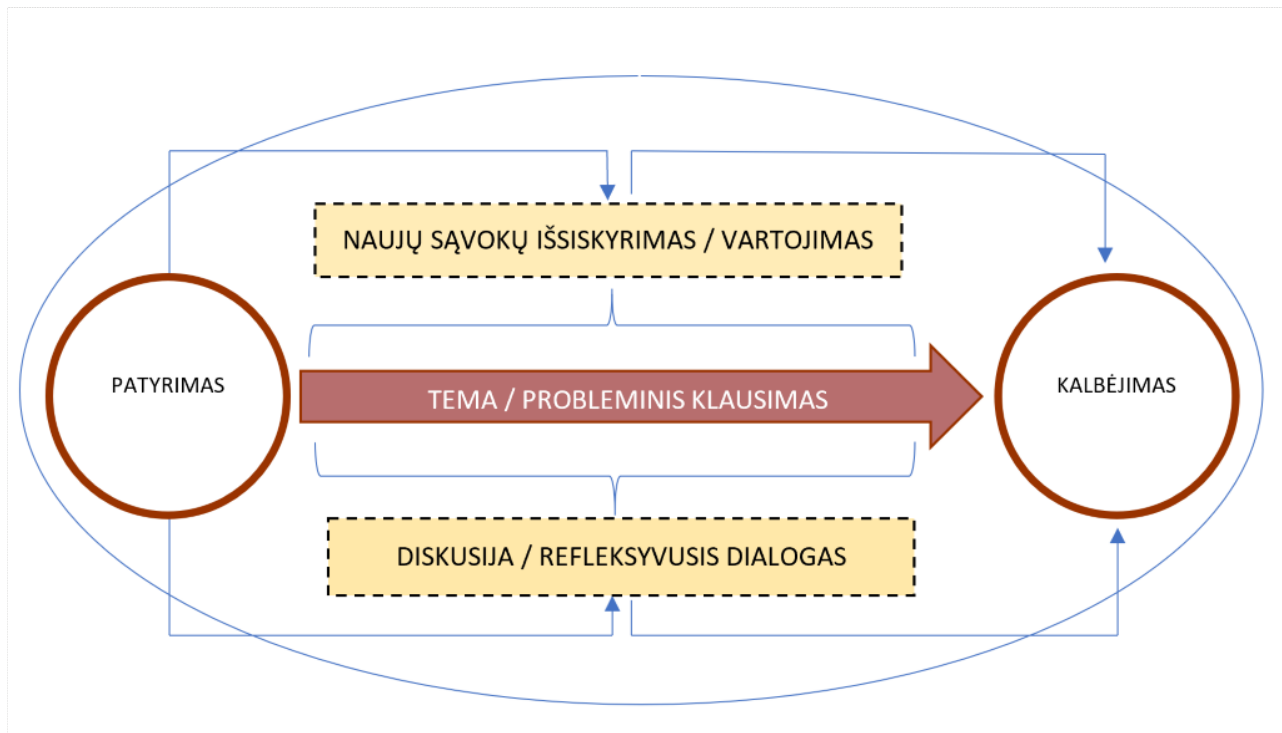 NAUJŲ SĄVOKŲ IŠSISKYRIMAS / VARTOJIMAS
PATYRIMAS
TEMA / PROBLEMINIS KLAUSIMAS
KALBĖJIMAS
DISKUSIJA / REFLEKSYVUSIS DIALOGAS